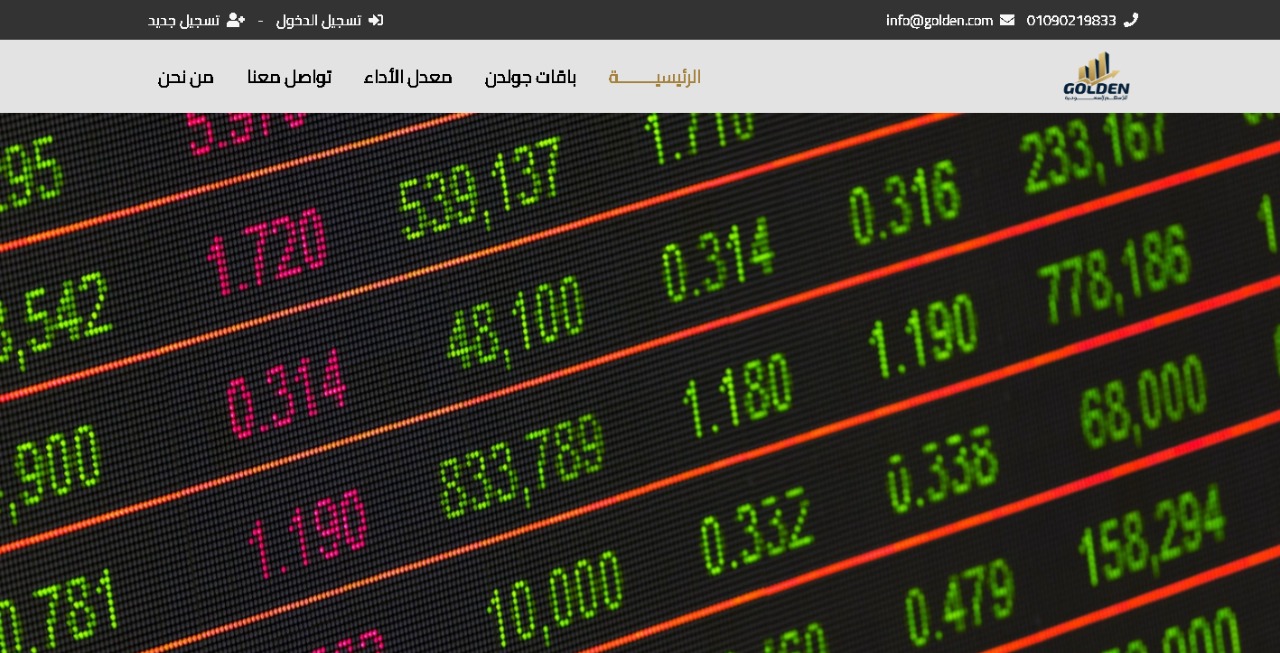 01090219833 info@golden.com تسجيل الدخول - تسجيل جديد
GOLDEN
الرئيسيـــــــة باقات جولدن معدل الأداء تواصل معنا من نحن
1.720 539,137 1.710
0.314 48,100 0.314 0.316 233,167
1.190 833,789 1.180 1.190 778,186
10,000 0.332 0.338 68,000
0.479 158,294